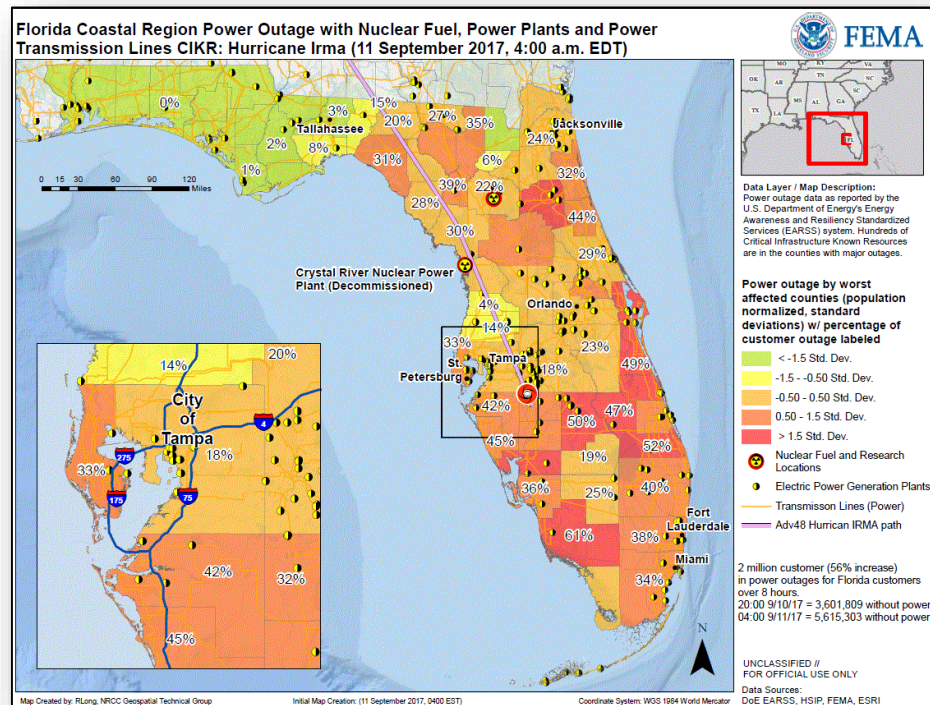 Florida Coastal Region Power Outage with Nuclear Fuel, Power Plants and Power
Transmission Lines CIKR: Hurricane Irma (11 September 2017, 4:00 a.m. EDT)
FEMA
MO
KY
VA
OK
AR
TN
NC
SC
MS
AL
GA
TX
LA
FL
0%
3%
15%
20%
27%
35%
Jacksonville
Tallahassee
24%
2%
8%
6%
1%
31%
32%
39%
22%
28%
44%
30%
29%
0 15 30 60 90 120
Miles
Crystal River Nuclear Power
Plant (Decommissioned)
4%
Orlando
14%
33%
23%
St.
Petersburg
Tampa
18%
49%
42%
50%
47%
45%
52%
19%
36%
25%
40%
Fort
Lauderdale
61%
38%
Miami
34%
N
20%
14%
City
of
Tampa
4
18%
275
33%
175
75
42%
32%
45%
Data Layer / Map Description:
Power outage data as reported by the
U.S. Department of Energy's Energy
Awareness and Resiliency Standardized
Services (EARSS) system. Hundreds of
Critical Infrastructure Known Resources
are in the counties with major outages.
Power outage by worst
affected counties (population
normalized, standard
deviations) w/ percentage of
customer outage labeled
< -1.5 Std. Dev.
-1.5 - -0.50 Std. Dev.
-0.50 - 0.50 Std. Dev.
0.50 - 1.5 Std. Dev.
> 1.5 Std. Dev.
Nuclear Fuel and Research
Locations
Electric Power Generation Plants
Transmisson Lines (Power)
Adv48 Hurrican IRMA path
2 million customer (56% increase)
in power outages for Florida customers
over 8 hours.
20:00 9/10/17 = 3,601,809 without power
04:00 9/11/17 = 5,615,303 without power
UNCLASSIFIED //
FOR OFFICIAL USE ONLY
Data Sources:
DoE EARSS, HSIP, FEMA, ESRI
Map Created by: RLong, NRCC Geospatial Technical Group
Initial Map Creation: (11 September 2017, 0400 EST)
Coordinate System: WGS 1984 World Mercator